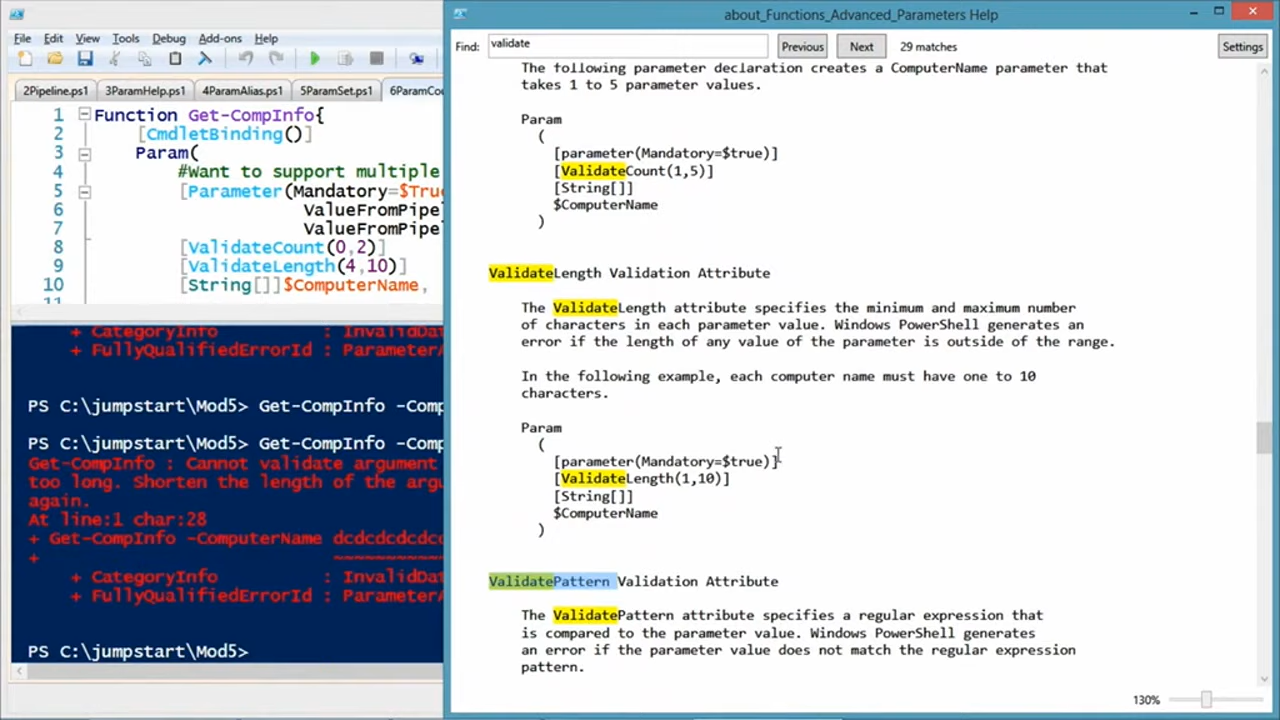 File Edit View Tools Debug Add-ons Help
2Pipeline.ps1 3ParamHelp.ps1 4ParamAlias.ps1 5ParamSet.ps1
1 Function Get-CompInfo{
2 [CmdletBinding()]
3 Param(
4 #Want to support multiple
5 [Parameter(Mandatory=$Tru
6 ValueFromPipe
7 ValueFromPipe
8 [ValidateCount(0,2)]
9 [ValidateLength(4,10)]
10 [String[]]$ComputerName,
11
+ CategoryInfo : InvalidDat
+ FullyQualifiedErrorId : ParameterA
PS C:\jumpstart\Mod5> Get-CompInfo -Comp
PS C:\jumpstart\Mod5> Get-CompInfo -Comp
Get-CompInfo : Cannot validate argument
too long. Shorten the length of the argu
again.
At line:1 char:28
+ Get-CompInfo -ComputerName dcdcdcdcdcd
+ ~~~~~~~~~~
+ CategoryInfo : InvalidDat
+ FullyQualifiedErrorId : ParameterA
PS C:\jumpstart\Mod5>
about_Functions_Advanced_Parameters Help
Find: validate Previous Next 29 matches Settings
The following parameter declaration creates a ComputerName parameter that
takes 1 to 5 parameter values.
Param
(
[parameter(Mandatory=$true)]
[ValidateCount(1,5)]
[String[]]
$ComputerName
)
ValidateLength Validation Attribute
The ValidateLength attribute specifies the minimum and maximum number
of characters in each parameter value. Windows PowerShell generates an
error if the length of any value of the parameter is outside of the range.
In the following example, each computer name must have one to 10
characters.
Param
(
[parameter(Mandatory=$true)]
[ValidateLength(1,10)]
[String[]]
$ComputerName
)
ValidatePattern Validation Attribute
The ValidatePattern attribute specifies a regular expression that
is compared to the parameter value. Windows PowerShell generates
an error if the parameter value does not match the regular expression
pattern.
130%